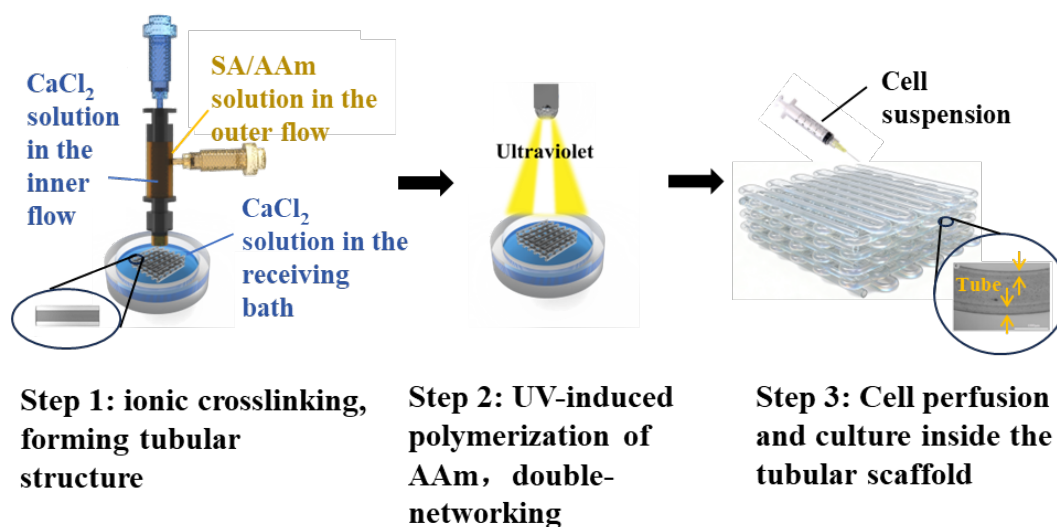 CaCl₂
solution
in the
inner
flow
SA/AAm
solution in the
outer flow
CaCl₂
solution in the
receiving
bath
Ultraviolet
Cell
suspension
Tube
Step 1: ionic crosslinking,
forming tubular
structure
Step 2: UV-induced
polymerization of
AAm，double-
networking
Step 3: Cell perfusion
and culture inside the
tubular scaffold